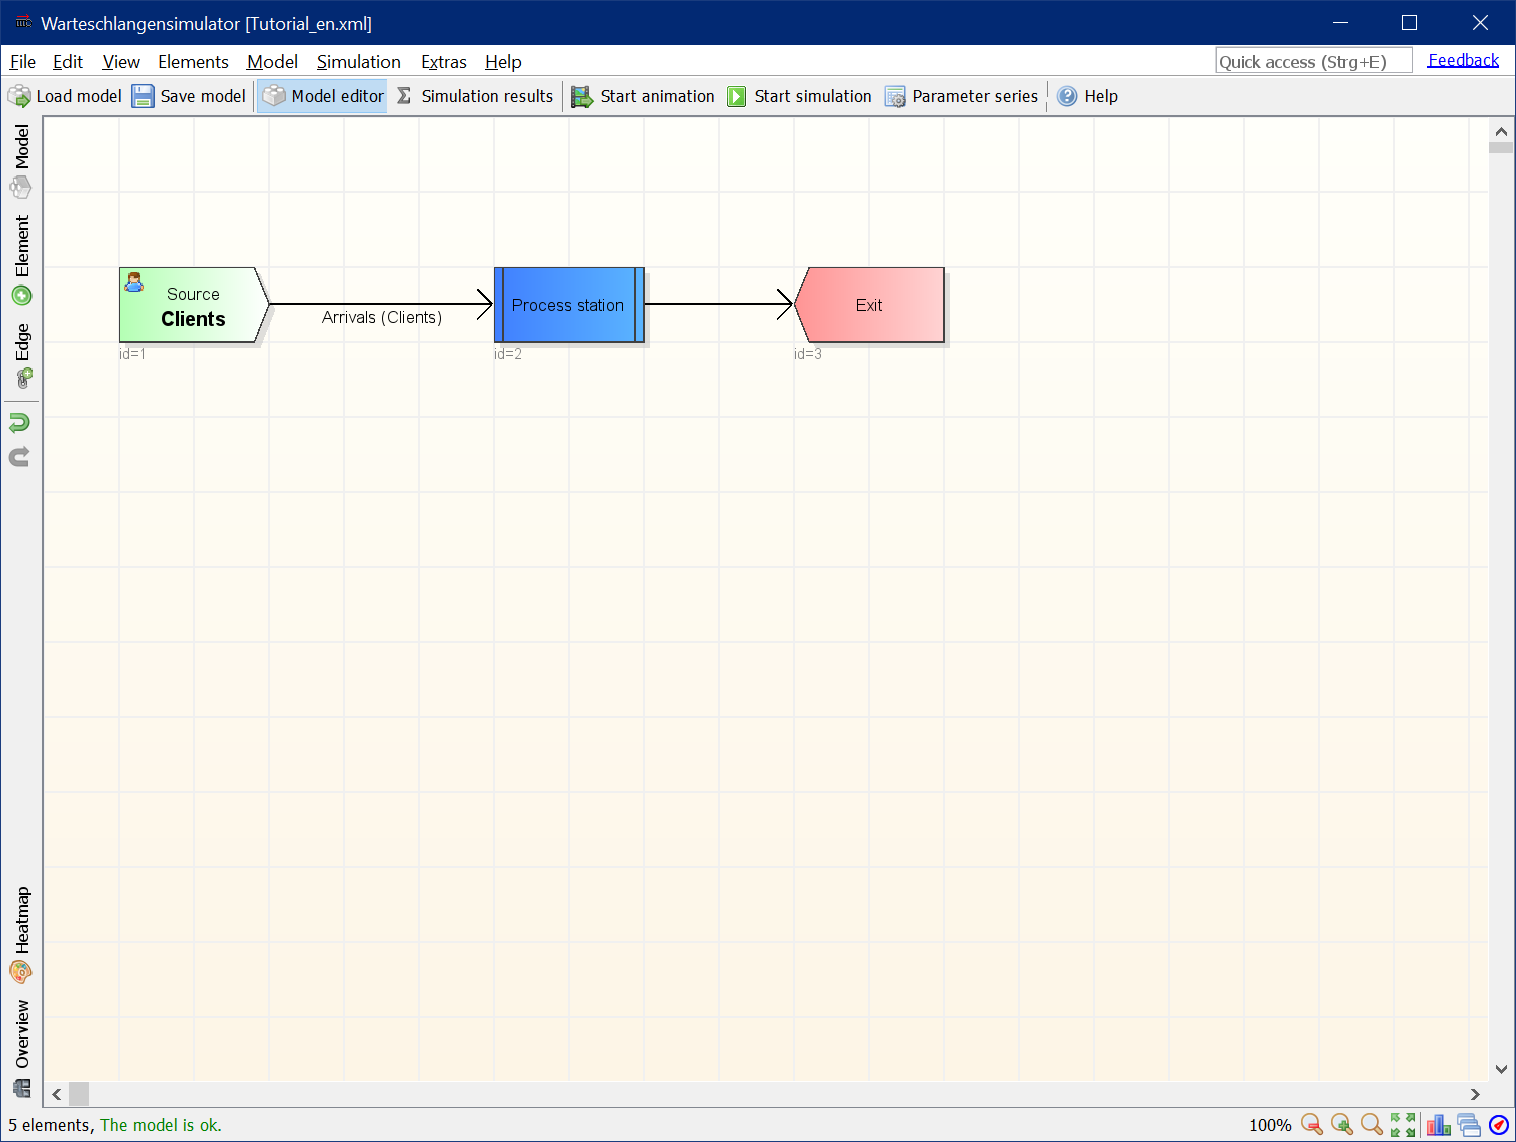 Warteschlangensimulator [Tutorial_en.xml]
File Edit View Elements Model Simulation Extras Help Quick access (Strg+E) Feedback
Load model Save model Model editor Simulation results Start animation Start simulation Parameter series Help
Model
Element
Edge
Source
Clients
id=1
Arrivals (Clients)
Process station
id=2
Exit
id=3
Heatmap
Overview
5 elements, The model is ok. 100%